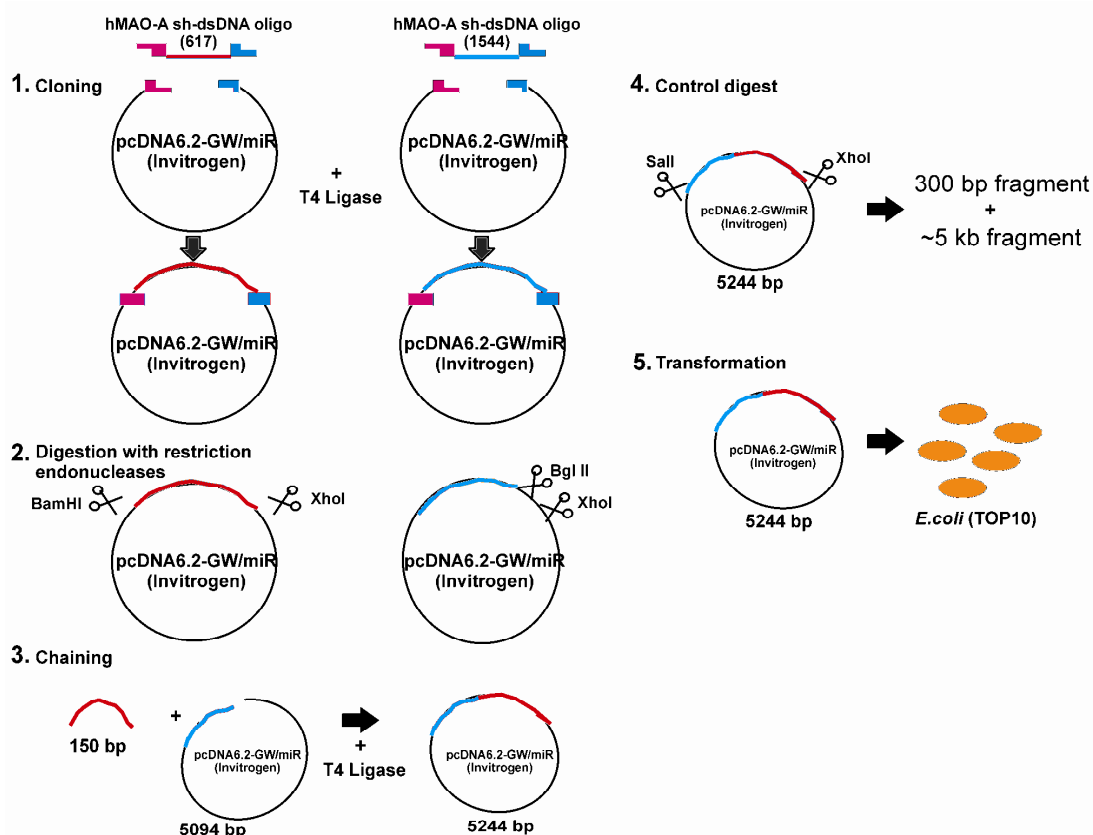 hMAO-A sh-dsDNA oligo
(617)
hMAO-A sh-dsDNA oligo
(1544)
1. Cloning
pcDNA6.2-GW/miR
(Invitrogen)
pcDNA6.2-GW/miR
(Invitrogen)
+
T4 Ligase
pcDNA6.2-GW/miR
(Invitrogen)
pcDNA6.2-GW/miR
(Invitrogen)
2. Digestion with restriction
endonucleases
BamHI
XhoI
pcDNA6.2-GW/miR
(Invitrogen)
Bgl II
XhoI
pcDNA6.2-GW/miR
(Invitrogen)
3. Chaining
150 bp
+
pcDNA6.2-GW/miR
(Invitrogen)
5094 bp
+
T4 Ligase
pcDNA6.2-GW/miR
(Invitrogen)
5244 bp
4. Control digest
SalI
XhoI
pcDNA6.2-GW/miR
(Invitrogen)
5244 bp
300 bp fragment
+
~5 kb fragment
5. Transformation
pcDNA6.2-GW/miR
(Invitrogen)
5244 bp
E.coli (TOP10)